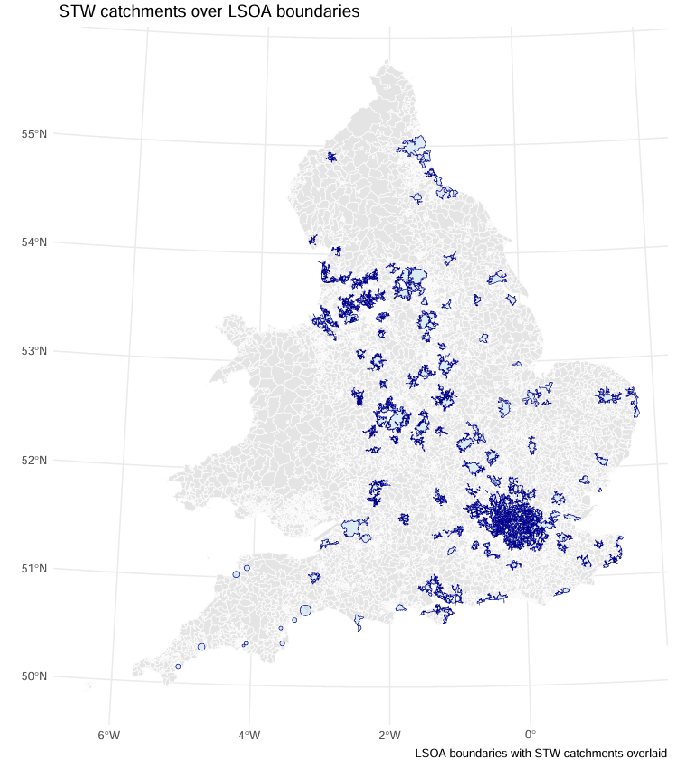 STW catchments over LSOA boundaries
55°N
54°N
53°N
52°N
51°N
50°N
6°W
4°W
2°W
0°
LSOA boundaries with STW catchments overlaid